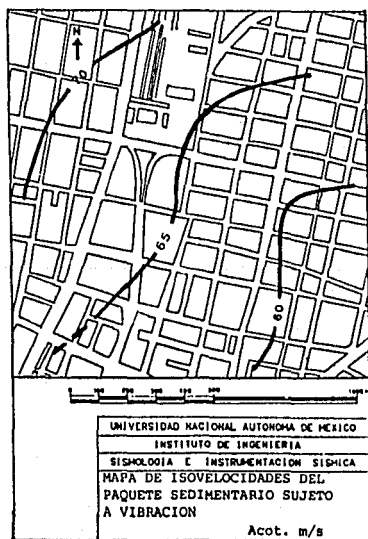 N
70
65
60
UNIVERSIDAD NACIONAL AUTONOMA DE MEXICO
INSTITUTO DE INGENIERIA
SISMOLOGIA E INSTRUMENTACION SISMICA
MAPA DE ISOVELOCIDADES DEL
PAQUETE SEDIMENTARIO SUJETO
A VIBRACION
Acot. m/s